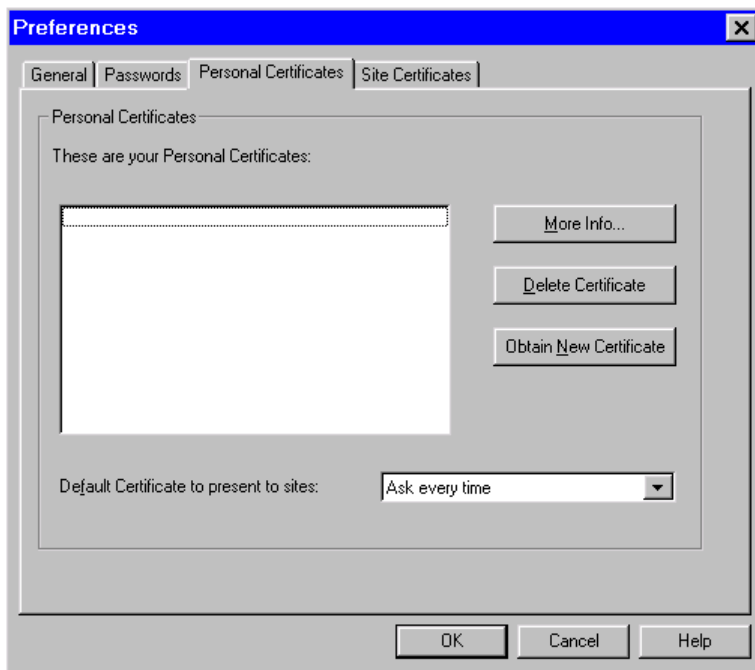 Preferences
General Passwords Personal Certificates Site Certificates
Personal Certificates
These are your Personal Certificates:
More Info...
Delete Certificate
Obtain New Certificate
Default Certificate to present to sites: Ask every time
OK Cancel Help